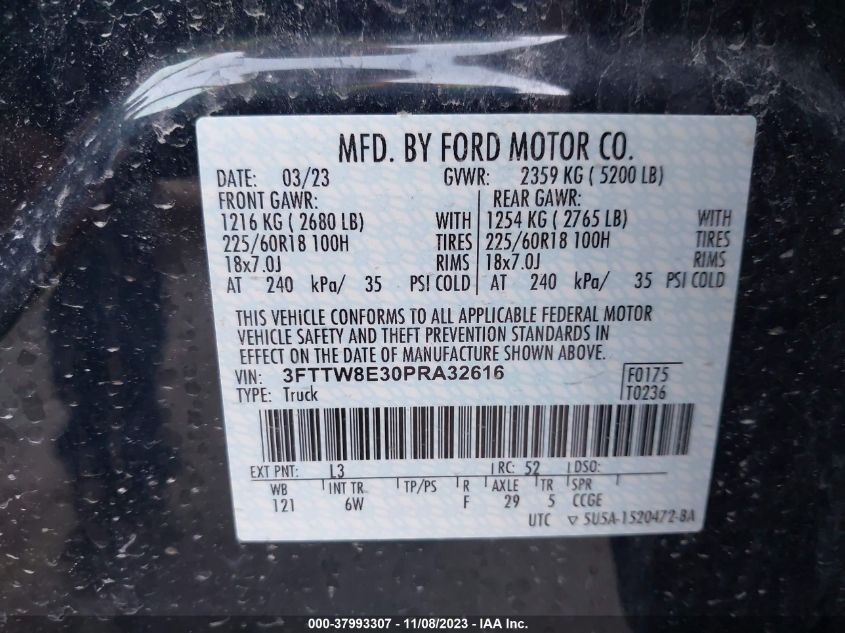 MFD. BY FORD MOTOR CO.
DATE: 03/23 GVWR: 2359 KG ( 5200 LB)
FRONT GAWR: REAR GAWR:
1216 KG ( 2680 LB) WITH 1254 KG ( 2765 LB) WITH
225/60R18 100H TIRES 225/60R18 100H TIRES
18x7.0J RIMS 18x7.0J RIMS
AT 240 kPa/ 35 PSI COLD AT 240 kPa/ 35 PSI COLD
THIS VEHICLE CONFORMS TO ALL APPLICABLE FEDERAL MOTOR
VEHICLE SAFETY AND THEFT PREVENTION STANDARDS IN
EFFECT ON THE DATE OF MANUFACTURE SHOWN ABOVE.
VIN: 3FTTW8E30PRA32616 F0175
TYPE: Truck T0236
EXT PNT: L3 RC: 52 DSO:
WB INT TR TP/PS R AXLE TR SPR
121 6W F 29 5 CCGE
UTC ▽ 5U5A-1520472-BA
000-37993307 - 11/08/2023 - IAA Inc.